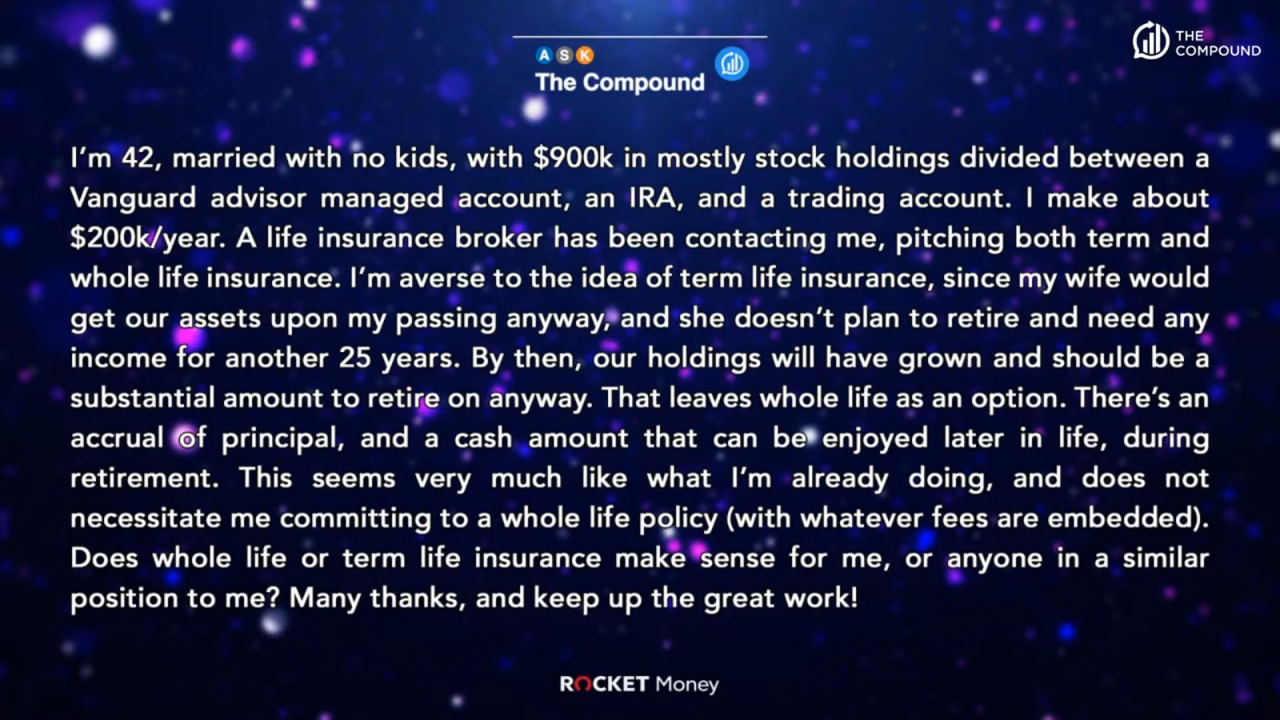 A S K
The Compound
THE
COMPOUND
I'm 42, married with no kids, with $900k in mostly stock holdings divided between a
Vanguard advisor managed account, an IRA, and a trading account. I make about
$200k/year. A life insurance broker has been contacting me, pitching both term and
whole life insurance. I'm averse to the idea of term life insurance, since my wife would
get our assets upon my passing anyway, and she doesn't plan to retire and need any
income for another 25 years. By then, our holdings will have grown and should be a
substantial amount to retire on anyway. That leaves whole life as an option. There's an
accrual of principal, and a cash amount that can be enjoyed later in life, during
retirement. This seems very much like what I'm already doing, and does not
necessitate me committing to a whole life policy (with whatever fees are embedded).
Does whole life or term life insurance make sense for me, or anyone in a similar
position to me? Many thanks, and keep up the great work!
ROCKET Money